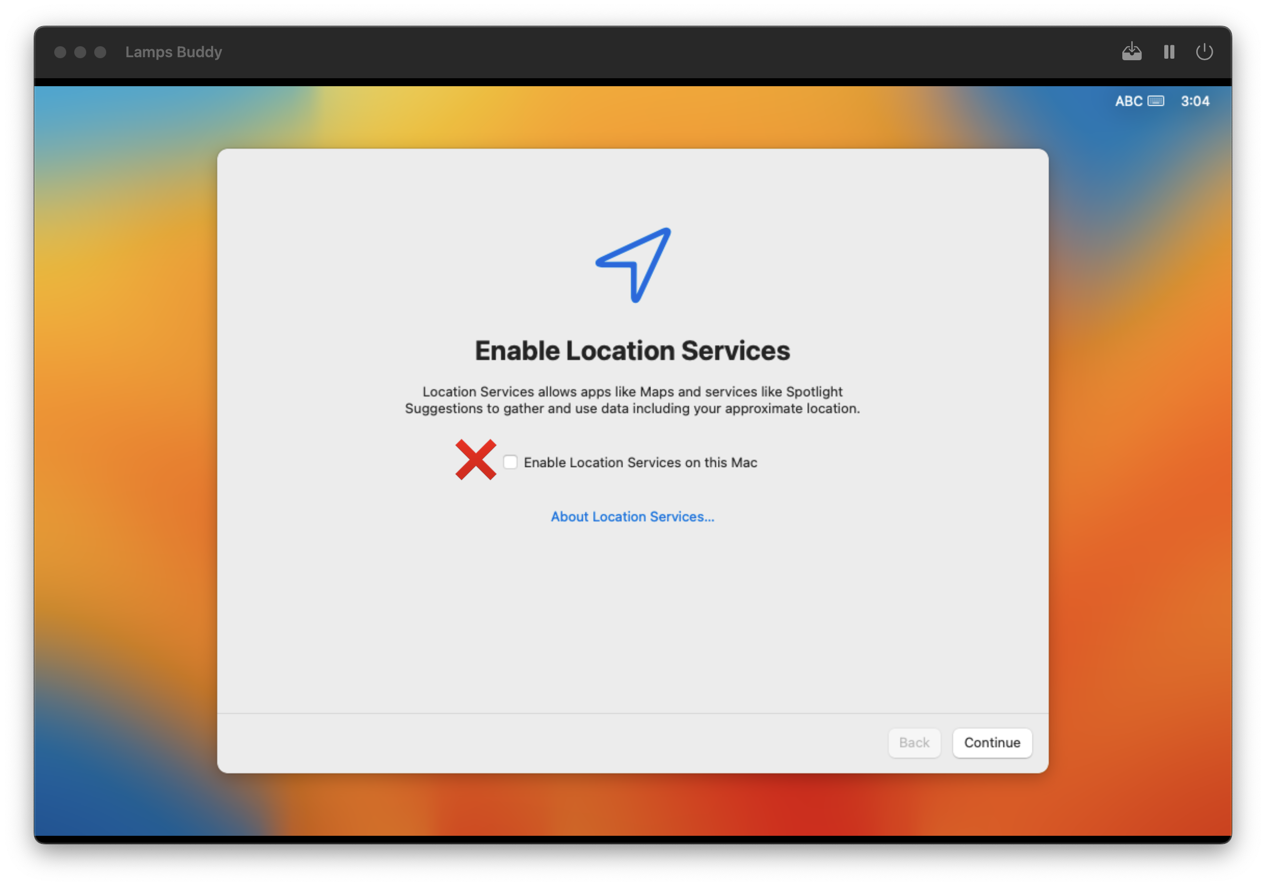 Lamps Buddy
ABC 3:04
Enable Location Services
Location Services allows apps like Maps and services like Spotlight
Suggestions to gather and use data including your approximate location.
Enable Location Services on this Mac
About Location Services...
Back Continue